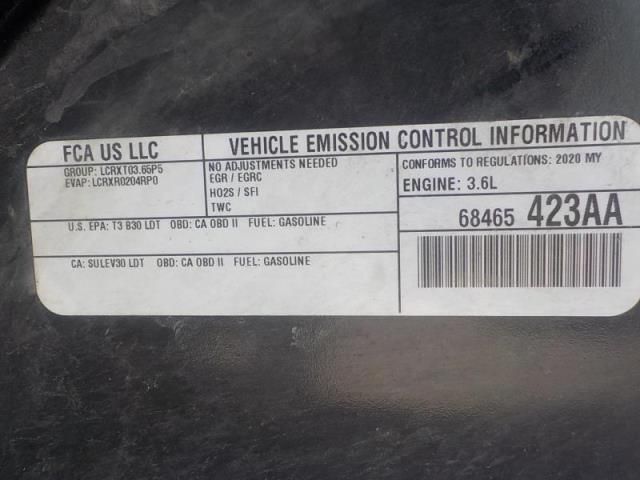 FCA US LLC
VEHICLE EMISSION CONTROL INFORMATION
GROUP: LCRXT03.65P5
EVAP: LCRXR0204RP0
NO ADJUSTMENTS NEEDED
EGR / EGRC
HO2S / SFI
TWC
CONFORMS TO REGULATIONS: 2020 MY
ENGINE: 3.6L
U.S. EPA: T3 B30 LDT OBD: CA OBD II FUEL: GASOLINE
68465 423AA
CA: SULEV30 LDT OBD: CA OBD II FUEL: GASOLINE